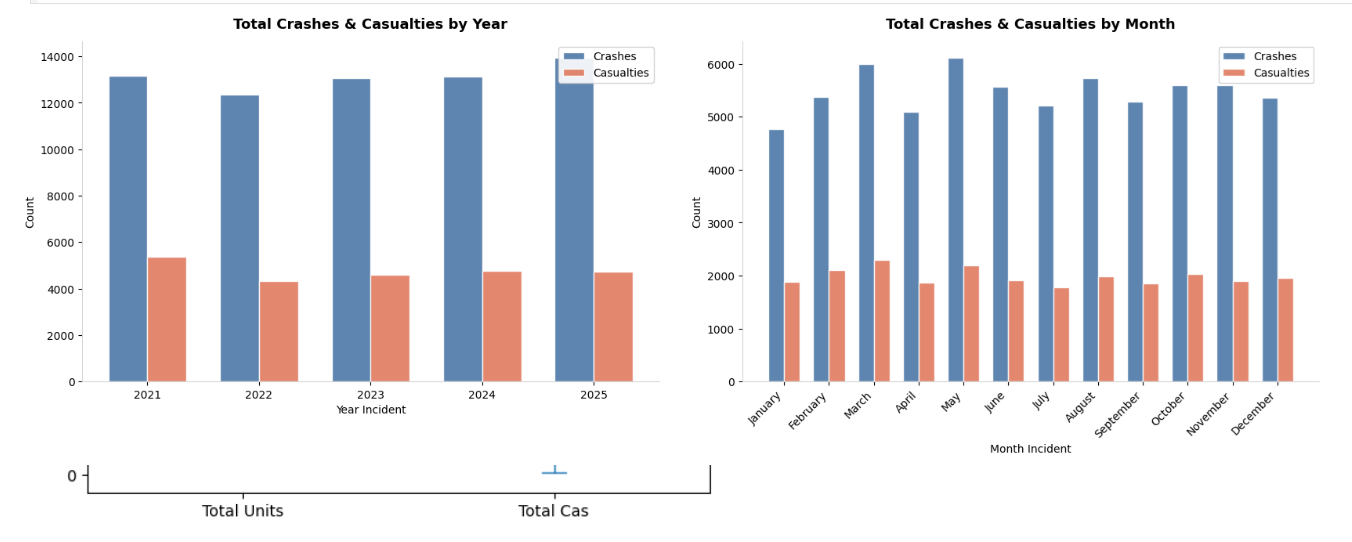 Total Crashes & Casualties by Year
Crashes
Casualties
14000
12000
10000
8000
6000
4000
2000
0
Count
2021 2022 2023 2024 2025
Year Incident
Total Crashes & Casualties by Month
Crashes
Casualties
6000
5000
4000
3000
2000
1000
0
Count
January February March April May June July August September October November December
Month Incident
0
Total Units Total Cas